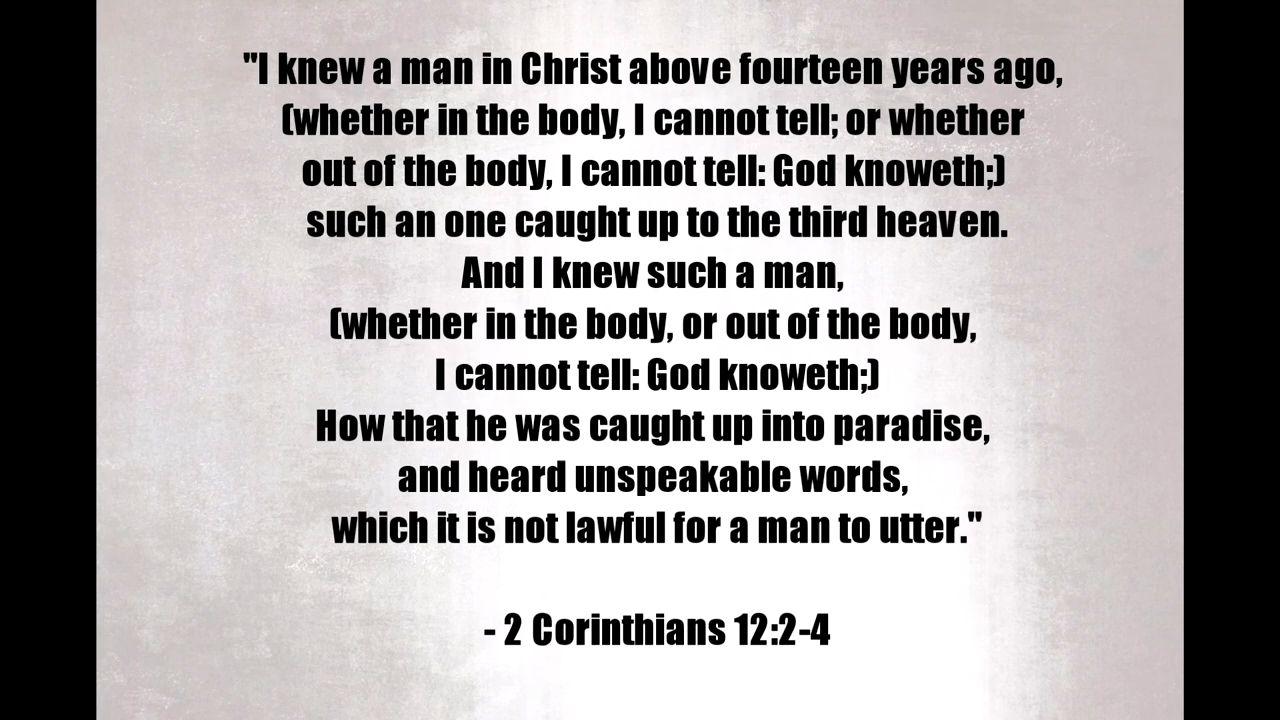 "I knew a man in Christ above fourteen years ago,
(whether in the body, I cannot tell; or whether
out of the body, I cannot tell: God knoweth;)
such an one caught up to the third heaven.
And I knew such a man,
(whether in the body, or out of the body,
I cannot tell: God knoweth;)
How that he was caught up into paradise,
and heard unspeakable words,
which it is not lawful for a man to utter."
- 2 Corinthians 12:2-4